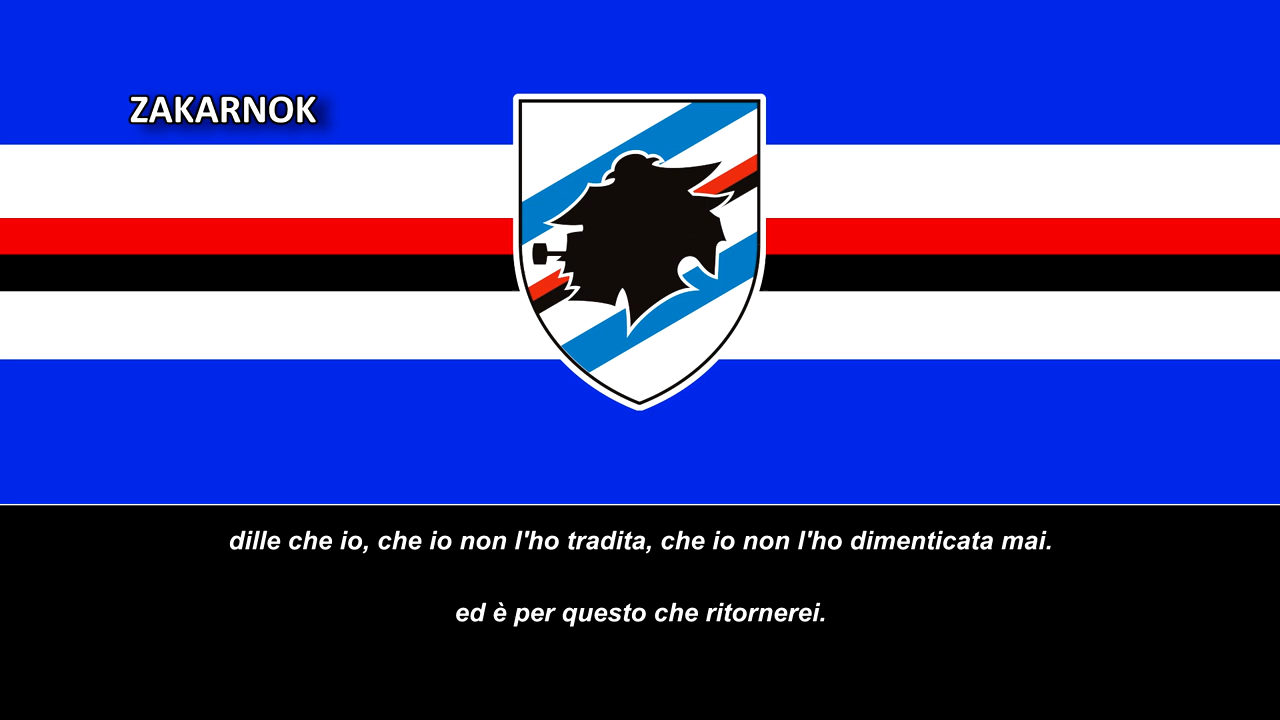 ZAKARNOK
dille che io, che io non l'ho tradita, che io non l'ho dimenticata mai.
ed è per questo che ritornerei.